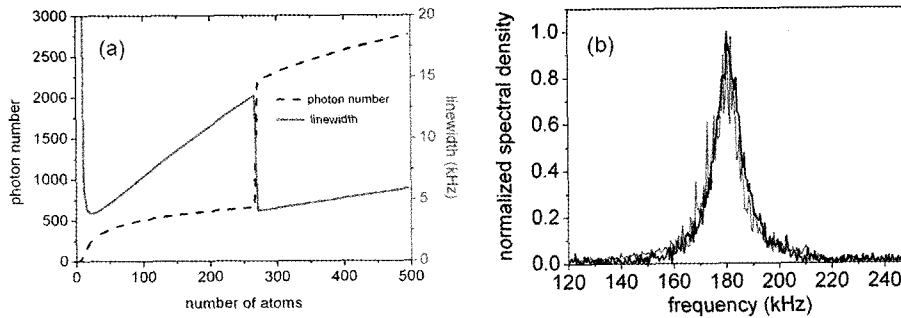 (a)
photon number
3000
2500
2000
1500
1000
500
0
0 100 200 300 400 500
number of atoms
20
15
10
5
0
linewidth (kHz)
photon number
linewidth
(b)
normalized spectral density
1.0
0.8
0.6
0.4
0.2
0.0
120 140 160 180 200 220 240
frequency (kHz)